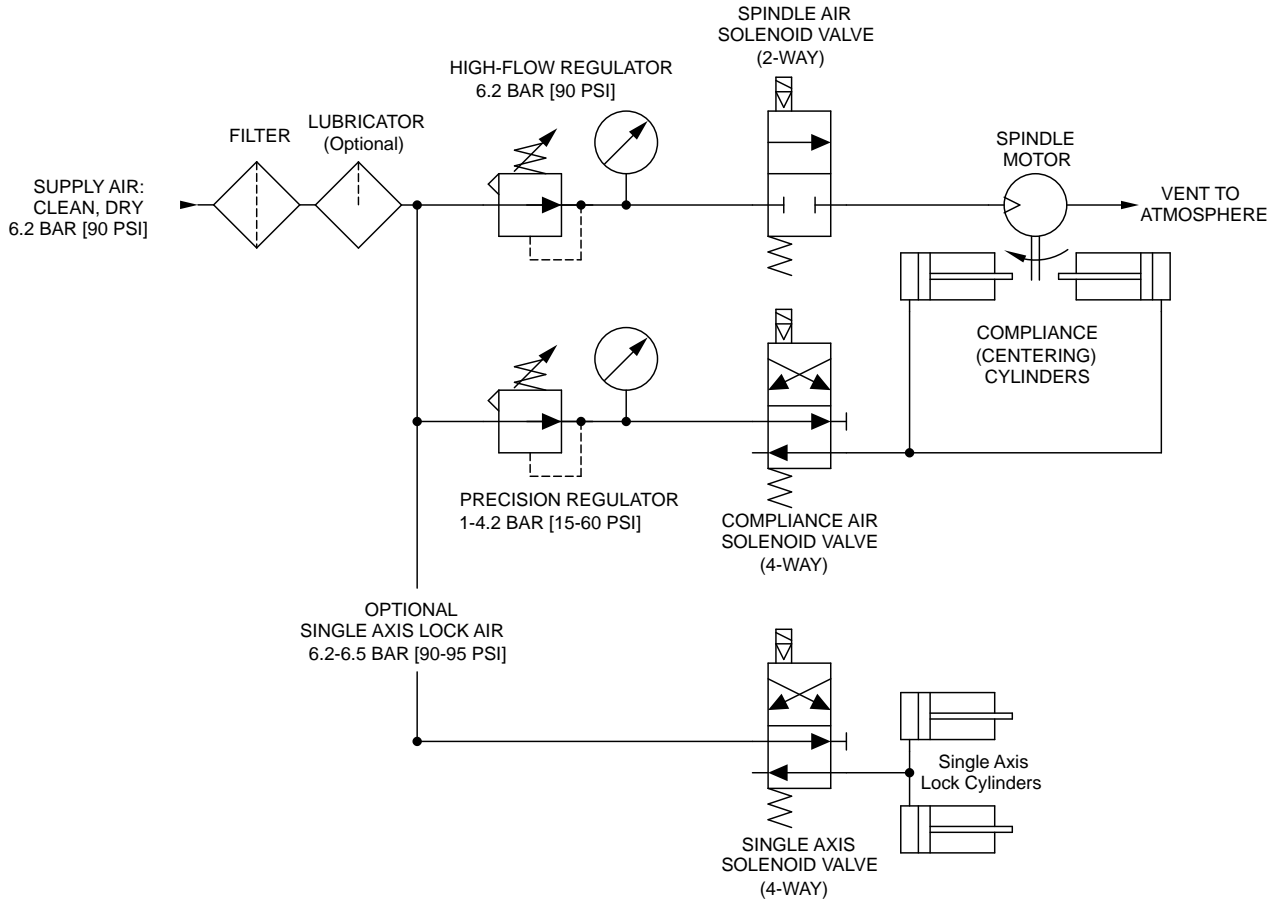 SPINDLE AIR
SOLENOID VALVE
(2-WAY)
HIGH-FLOW REGULATOR
6.2 BAR [90 PSI]
FILTER
LUBRICATOR
(Optional)
SPINDLE
MOTOR
SUPPLY AIR:
CLEAN, DRY
6.2 BAR [90 PSI]
VENT TO
ATMOSPHERE
COMPLIANCE
(CENTERING)
CYLINDERS
PRECISION REGULATOR
1-4.2 BAR [15-60 PSI]
COMPLIANCE AIR
SOLENOID VALVE
(4-WAY)
OPTIONAL
SINGLE AXIS LOCK AIR
6.2-6.5 BAR [90-95 PSI]
Single Axis
Lock Cylinders
SINGLE AXIS
SOLENOID VALVE
(4-WAY)